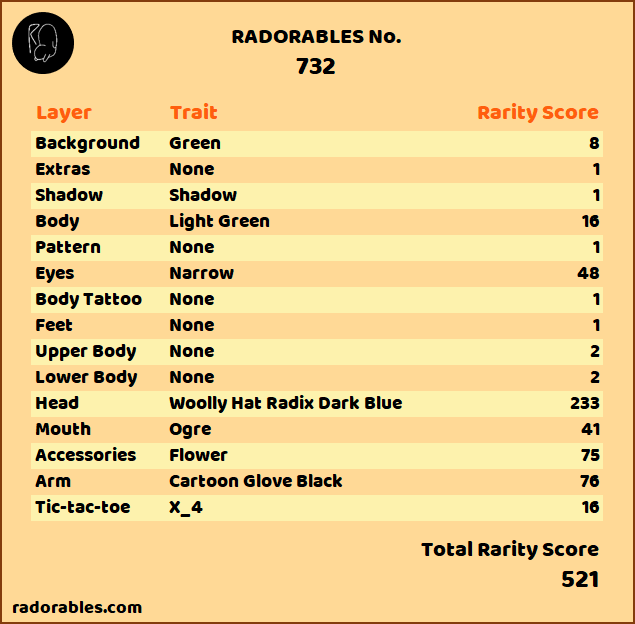 RADORABLES No.
732
Layer Trait Rarity Score
Background Green 8
Extras None 1
Shadow Shadow 1
Body Light Green 16
Pattern None 1
Eyes Narrow 48
Body Tattoo None 1
Feet None 1
Upper Body None 2
Lower Body None 2
Head Woolly Hat Radix Dark Blue 233
Mouth Ogre 41
Accessories Flower 75
Arm Cartoon Glove Black 76
Tic-tac-toe X_4 16
Total Rarity Score
521
radorables.com